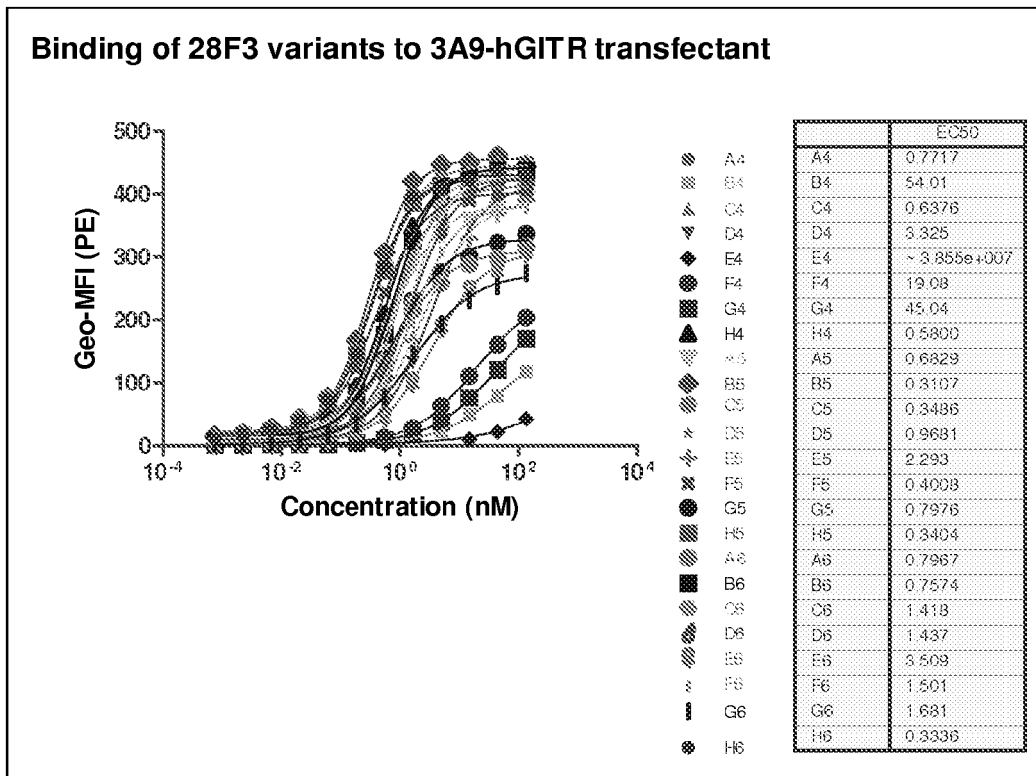 Binding of 28F3 variants to 3A9-hGITR transfectant
500
400
300
200
100
0
10-4
10-2
100
102
104
Geo-MFI (PE)
Concentration (nM)
A4
B4
C4
D4
E4
F4
G4
H4
A5
B5
C5
D5
E5
F5
G5
H5
A6
B6
C6
D6
E6
F6
G6
H6
EC50
A4 0.7717
B4 54.01
C4 0.6376
D4 3.325
E4 ~ 3.855e+007
F4 19.08
G4 45.04
H4 0.5800
A5 0.6829
B5 0.3107
C5 0.3486
D5 0.9681
E5 2.293
F5 0.4008
G5 0.7976
H5 0.3404
A6 0.7967
B6 0.7574
C6 1.418
D6 1.437
E6 3.509
F6 1.501
G6 1.681
H6 0.3336